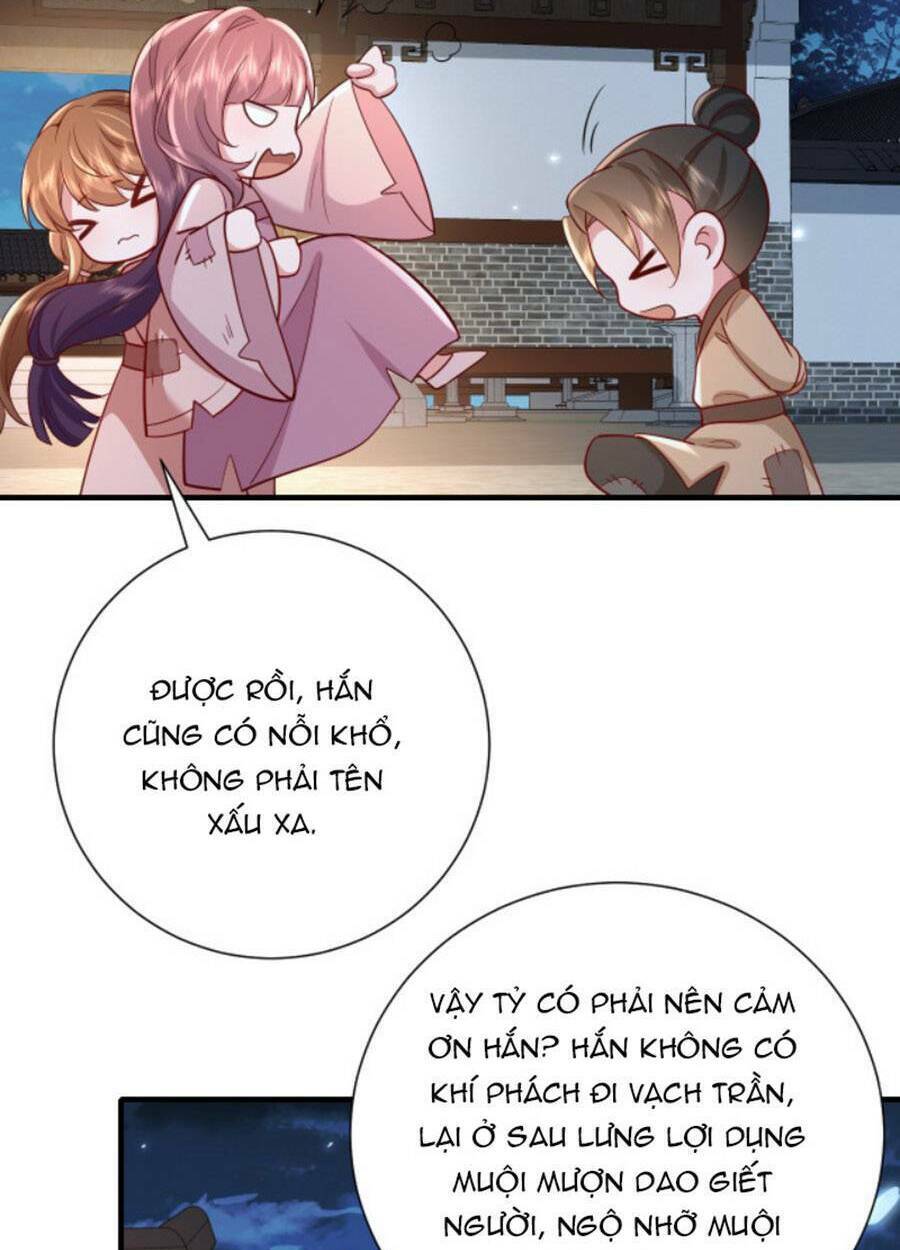 ĐƯỢC RỒI, HẮN
CŨNG CÓ NỖI KHỔ,
KHÔNG PHẢI TÊN
XẤU XA.
VẬY TỶ CÓ PHẢI NÊN CẢM
ƠN HẮN? HẮN KHÔNG CÓ
KHÍ PHÁCH ĐI VẠCH TRẦN,
LẠI Ở SAU LƯNG LỢI DỤNG
MUỘI MƯỢN DAO GIẾT
NGƯỜI, NGỘ NHỠ MUỘI